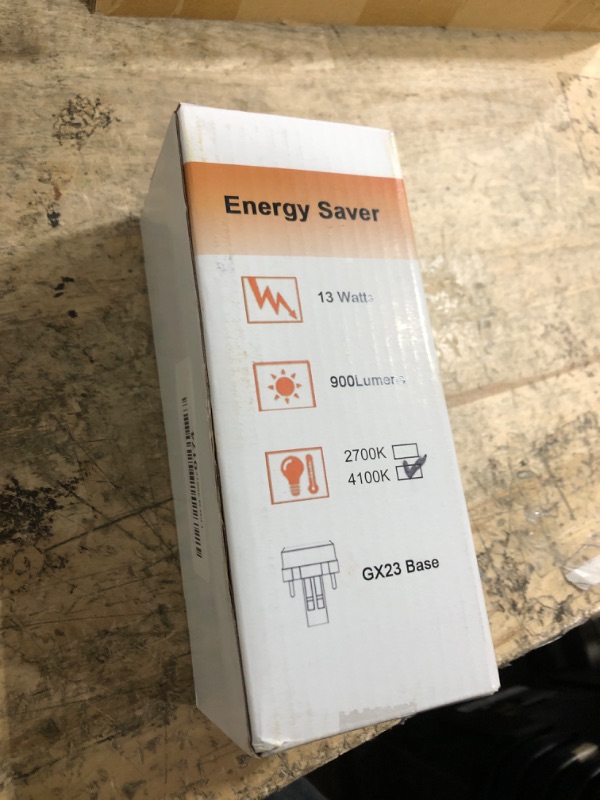 Energy Saver
13 Watts
900Lumens
2700K
4100K
GX23 Base